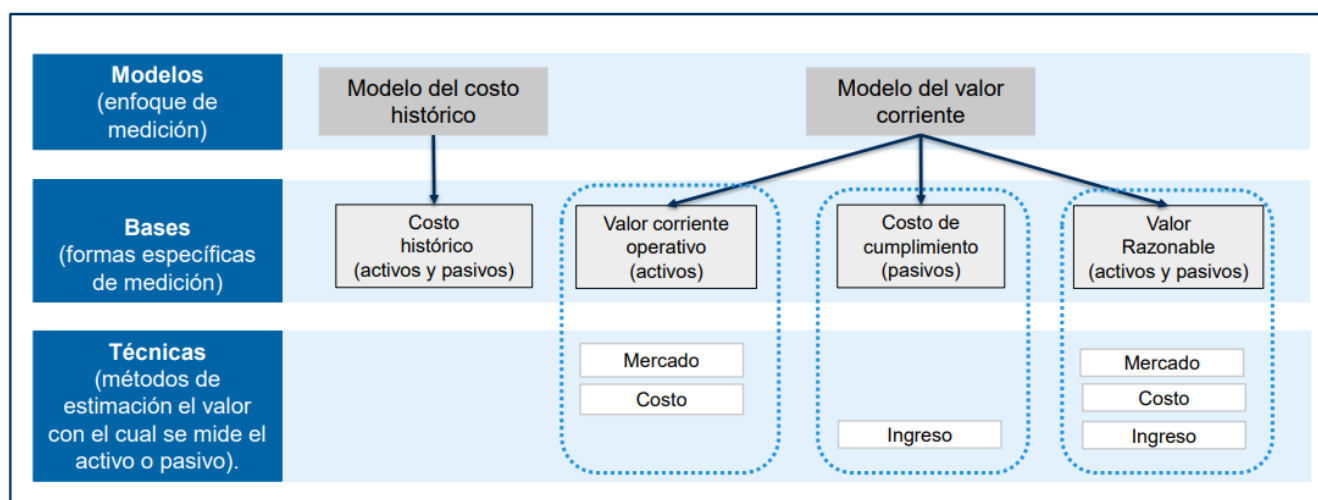 Modelos
(enfoque de
medición)
Modelo del costo
histórico
Modelo del valor
corriente
Bases
(formas específicas
de medición)
Costo
histórico
(activos y pasivos)
Valor corriente
operativo
(activos)
Costo de
cumplimiento
(pasivos)
Valor
Razonable
(activos y pasivos)
Técnicas
(métodos de
estimación el valor
con el cual se mide el
activo o pasivo).
Mercado
Costo
Ingreso
Mercado
Costo
Ingreso